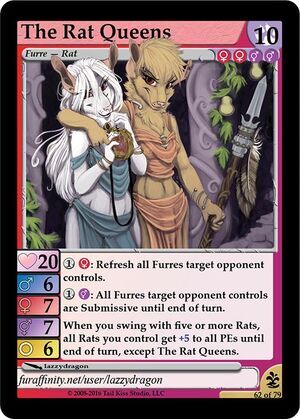 The Rat Queens
10
Furre — Rat
20
6
7
7
6
① ♀: Refresh all Furres target opponent
controls.
① ⚥: All Furres target opponent controls
are Submissive until end of turn.
When you swing with five or more Rats,
all Rats you control get +5 to all PEs until
end of turn, except The Rat Queens.
lazzydragon
furaffinity.net/user/lazzydragon
© 2005-2016 Tail Kiss Studio, LLC
62 of 79